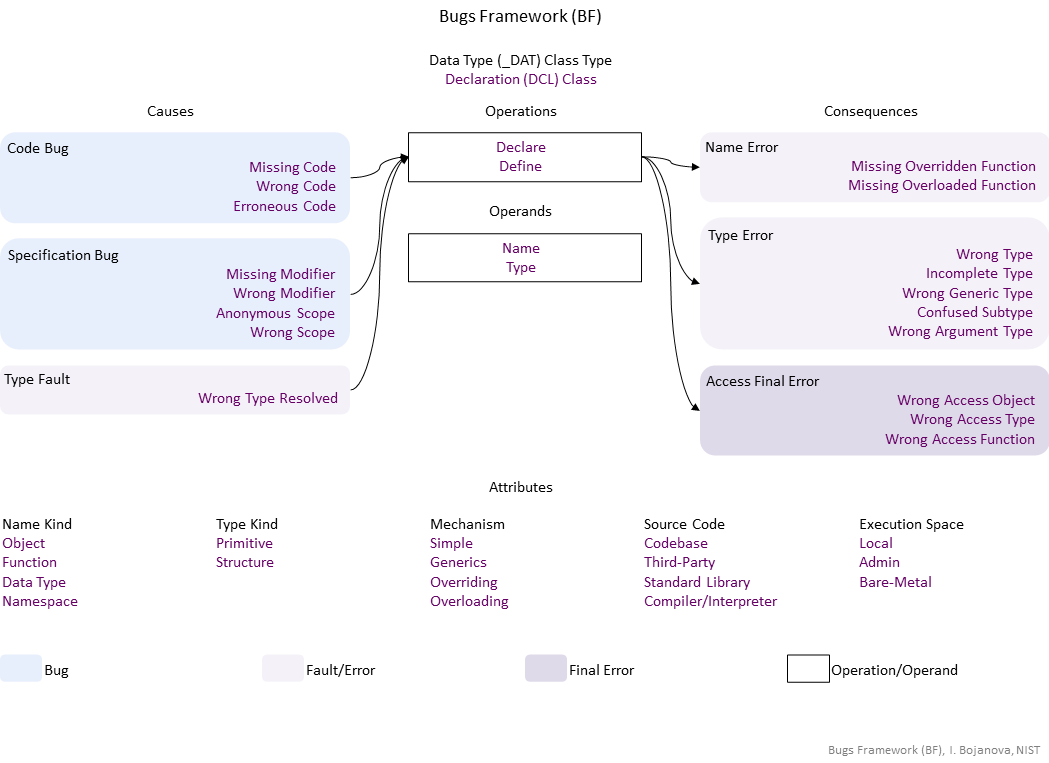 Bugs Framework (BF)
Data Type (_DAT) Class Type
Declaration (DCL) Class
Causes
Operations
Consequences
Code Bug
Missing Code
Wrong Code
Erroneous Code
Specification Bug
Missing Modifier
Wrong Modifier
Anonymous Scope
Wrong Scope
Type Fault
Wrong Type Resolved
Declare
Define
Operands
Name
Type
Name Error
Missing Overridden Function
Missing Overloaded Function
Type Error
Wrong Type
Incomplete Type
Wrong Generic Type
Confused Subtype
Wrong Argument Type
Access Final Error
Wrong Access Object
Wrong Access Type
Wrong Access Function
Attributes
Name Kind
Object
Function
Data Type
Namespace
Type Kind
Primitive
Structure
Mechanism
Simple
Generics
Overriding
Overloading
Source Code
Codebase
Third-Party
Standard Library
Compiler/Interpreter
Execution Space
Local
Admin
Bare-Metal
Bug
Fault/Error
Final Error
Operation/Operand
Bugs Framework (BF), I. Bojanova, NIST